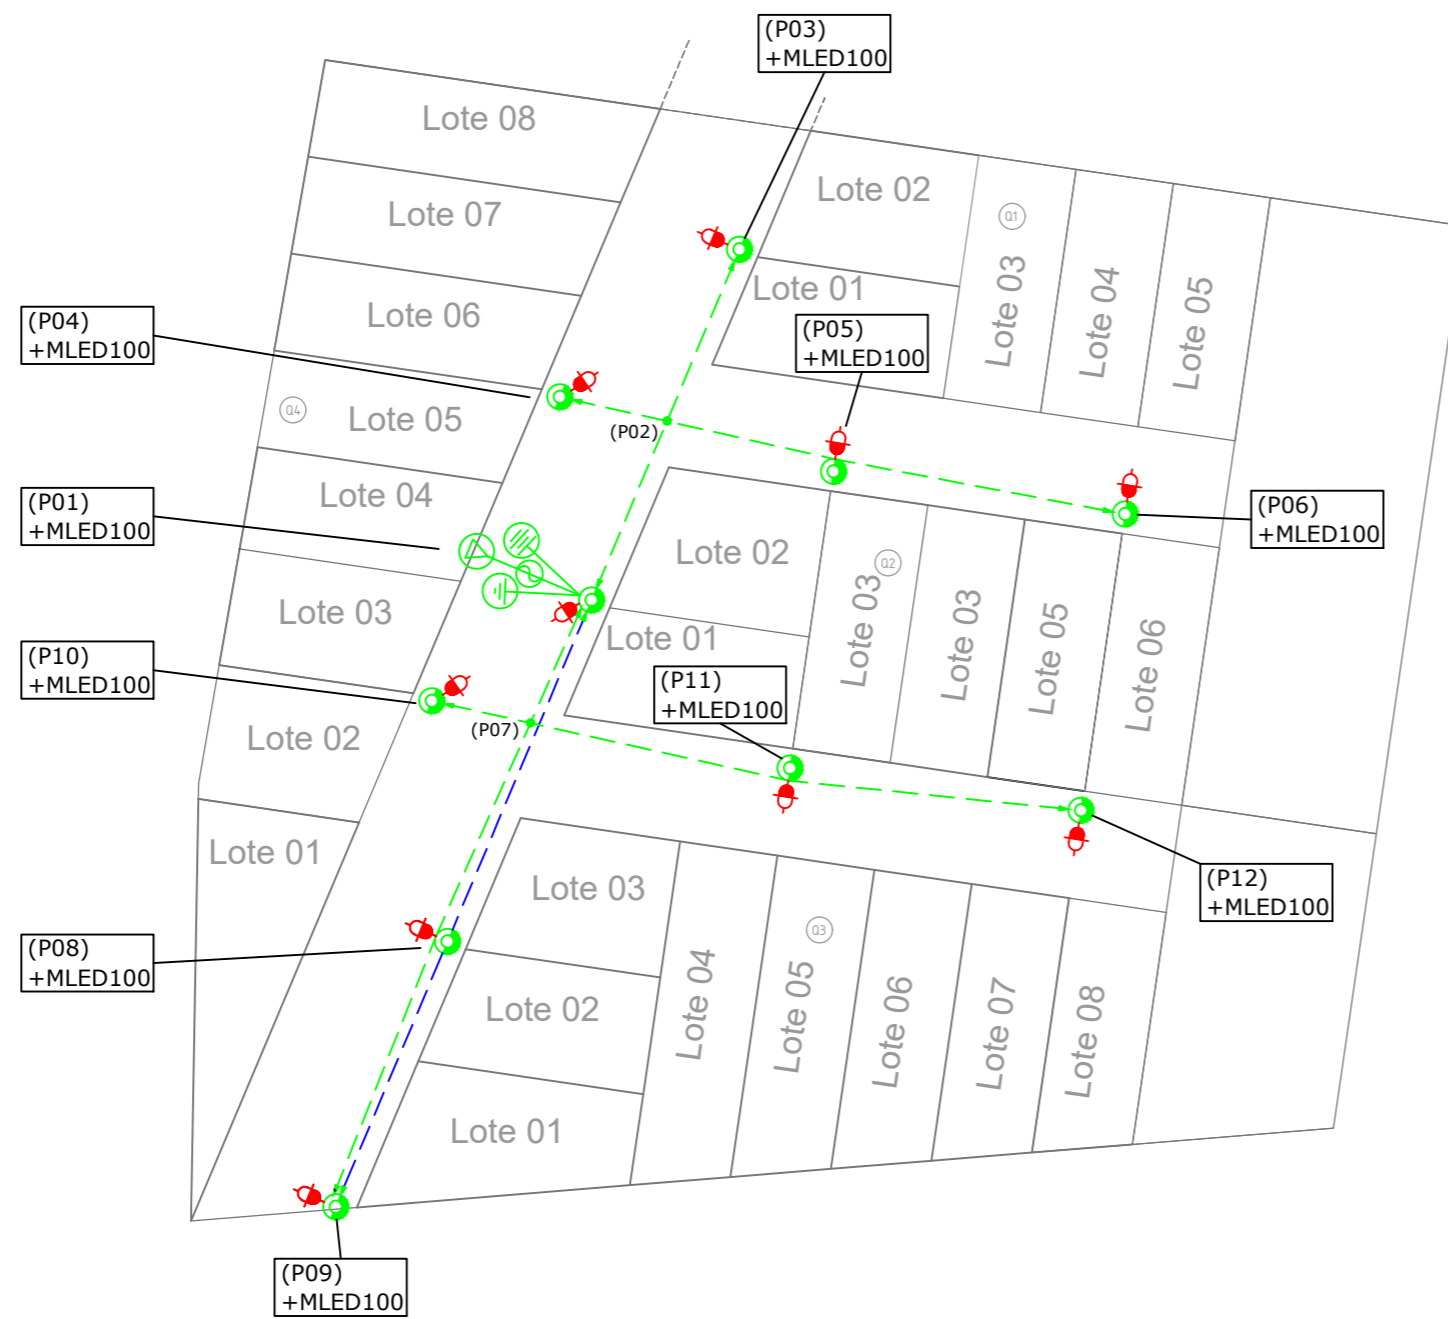 (P03)
+MLED100
Lote 08
Lote 02
Lote 07
Q1
Lote 03
Lote 04
Lote 05
Lote 01
(P04)
+MLED100
Lote 06
(P05)
+MLED100
Q4
Lote 05
(P02)
(P01)
+MLED100
Lote 04
(P06)
+MLED100
Lote 02
Q2
Lote 03
Lote 03
Lote 03
Lote 05
Lote 06
Lote 01
(P10)
+MLED100
(P11)
+MLED100
Lote 02
(P07)
Lote 01
Lote 03
(P12)
+MLED100
(P08)
+MLED100
Q3
Lote 02
Lote 04
Lote 05
Lote 06
Lote 07
Lote 08
Lote 01
(P09)
+MLED100